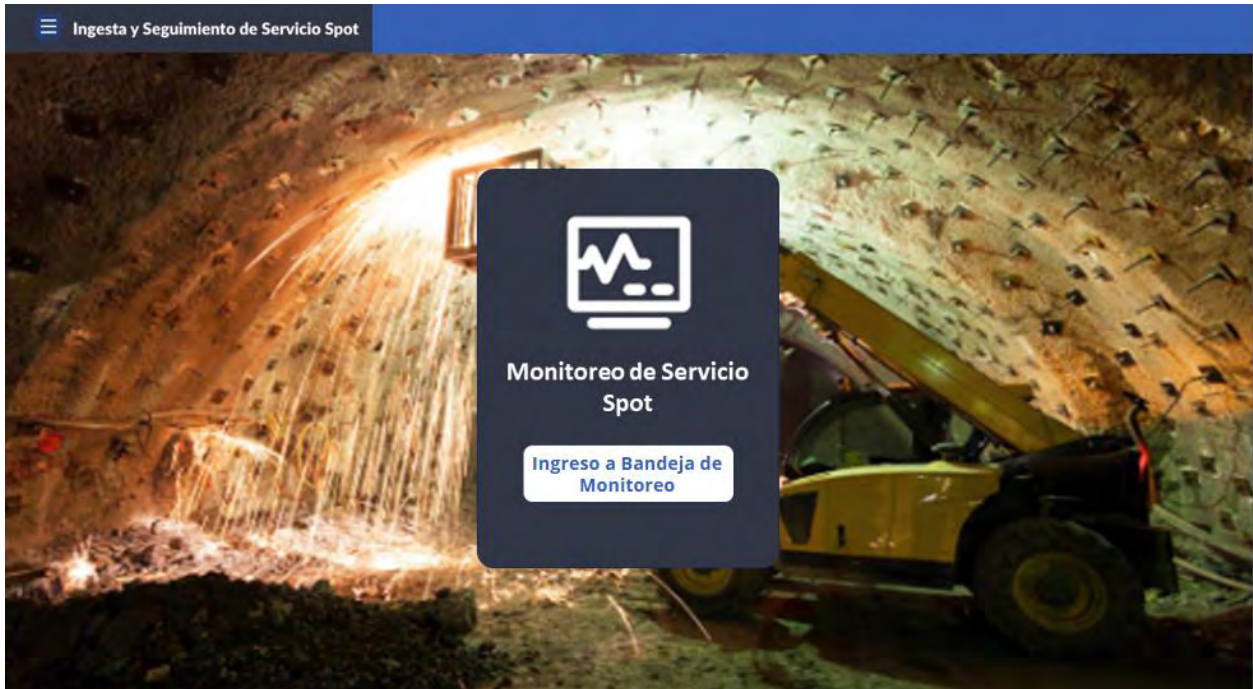 Ingesta y Seguimiento de Servicio Spot
Monitoreo de Servicio
Spot
Ingreso a Bandeja de
Monitoreo